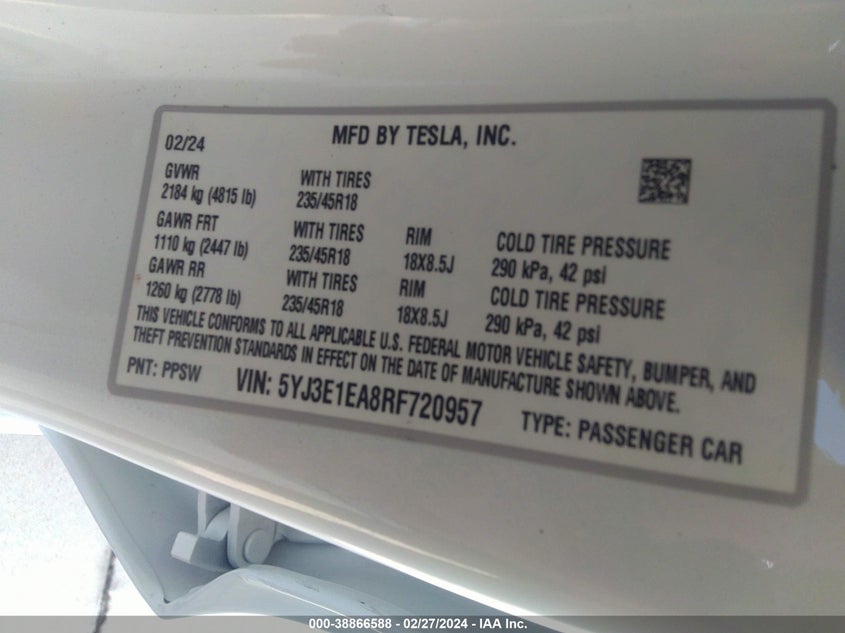 02/24
MFD BY TESLA, INC.
GVWR
2184 kg (4815 lb)
WITH TIRES
235/45R18
GAWR FRT
1110 kg (2447 lb)
WITH TIRES
235/45R18
RIM
18X8.5J
COLD TIRE PRESSURE
290 kPa, 42 psi
GAWR RR
1260 kg (2778 lb)
WITH TIRES
235/45R18
RIM
18X8.5J
COLD TIRE PRESSURE
290 kPa, 42 psi
THIS VEHICLE CONFORMS TO ALL APPLICABLE U.S. FEDERAL MOTOR VEHICLE SAFETY, BUMPER, AND
THEFT PREVENTION STANDARDS IN EFFECT ON THE DATE OF MANUFACTURE SHOWN ABOVE.
PNT: PPSW
VIN: 5YJ3E1EA8RF720957
TYPE: PASSENGER CAR
000-38866588 - 02/27/2024 - IAA Inc.